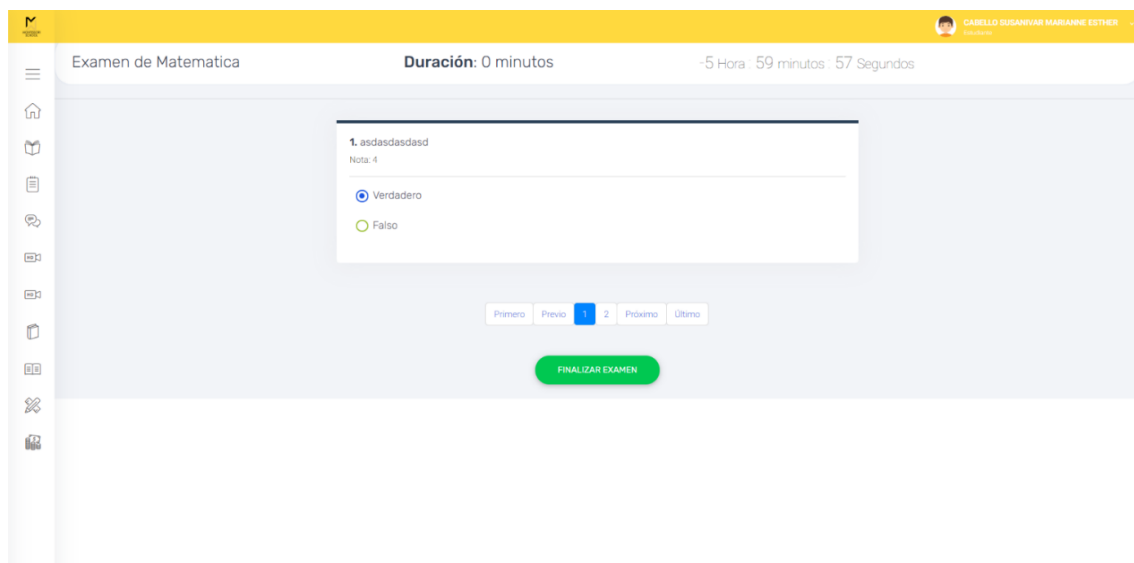 CABELLO SUSANIVAR MARIANNE ESTHER
Estudiante
Examen de Matematica
Duración: 0 minutos
-5 Hora : 59 minutos : 57 Segundos
1. asdasdasdasd
Nota: 4
Verdadero
Falso
Primero Previo 1 2 Próximo Último
FINALIZAR EXAMEN